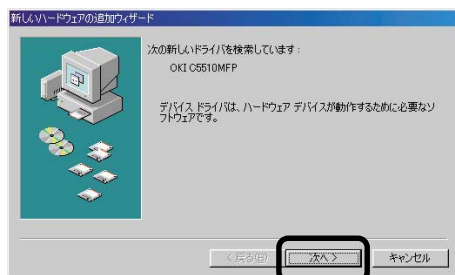 新しいハードウェアの追加ウィザード
次の新しいドライバを検索しています :
OKI C5510MFP
デバイス ドライバは、ハードウェア デバイスが動作するために必要なソ
フトウェアです。
< 戻る(B)
次へ >
キャンセル